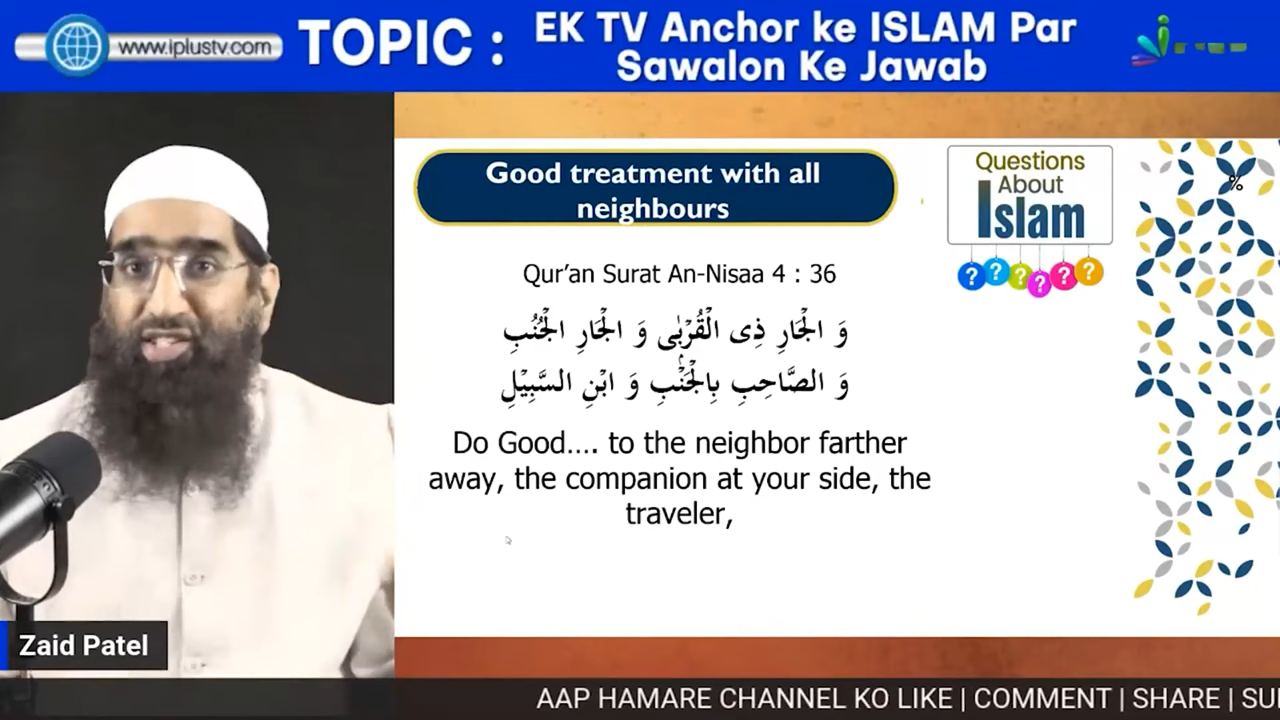 www.iplustv.com
TOPIC :
EK TV Anchor ke ISLAM Par
Sawalon Ke Jawab
Good treatment with all
neighbours
Questions
About
Islam
? ? ? ? ? ?
%
Qur’an Surat An-Nisaa 4 : 36
وَ الْجَارِ ذِی الْقُرْبٰی وَ الْجَارِ الْجُنُبِ
وَ الصَّاحِبِ بِالْجَنْۢبِ وَ ابْنِ السَّبِیْلِ
Do Good.... to the neighbor farther
away, the companion at your side, the
traveler,
Zaid Patel
AAP HAMARE CHANNEL KO LIKE | COMMENT | SHARE | SU